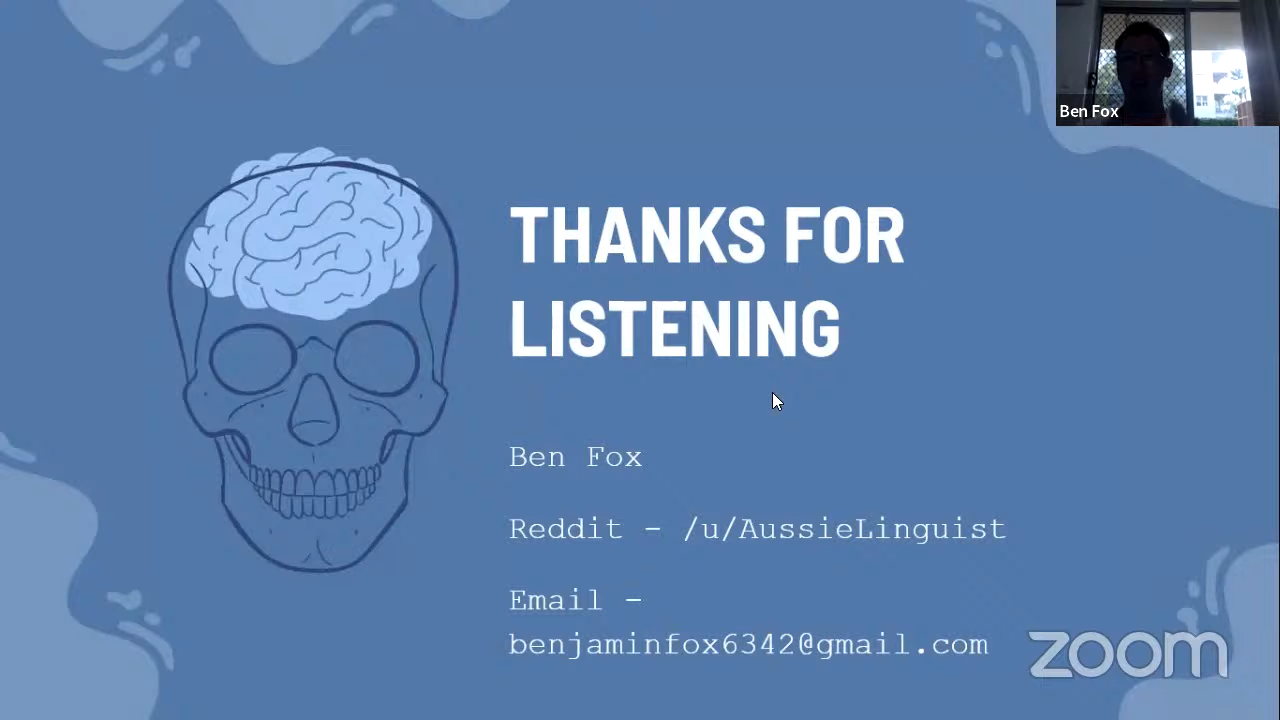 Ben Fox
THANKS FOR
LISTENING
Ben Fox
Reddit - /u/AussieLinguist
Email -
benjaminfox6342@gmail.com
zoom